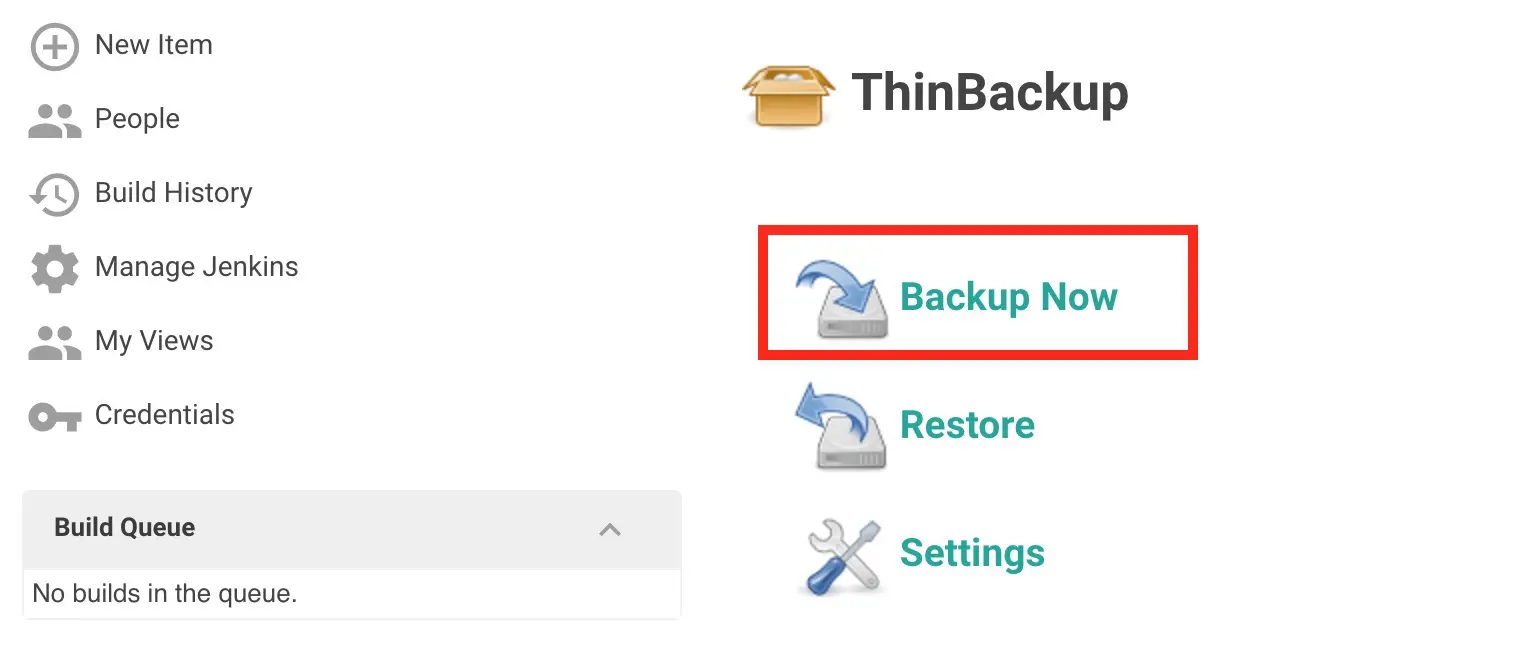 New Item
People
Build History
Manage Jenkins
My Views
Credentials
Build Queue
No builds in the queue.
ThinBackup
Backup Now
Restore
Settings